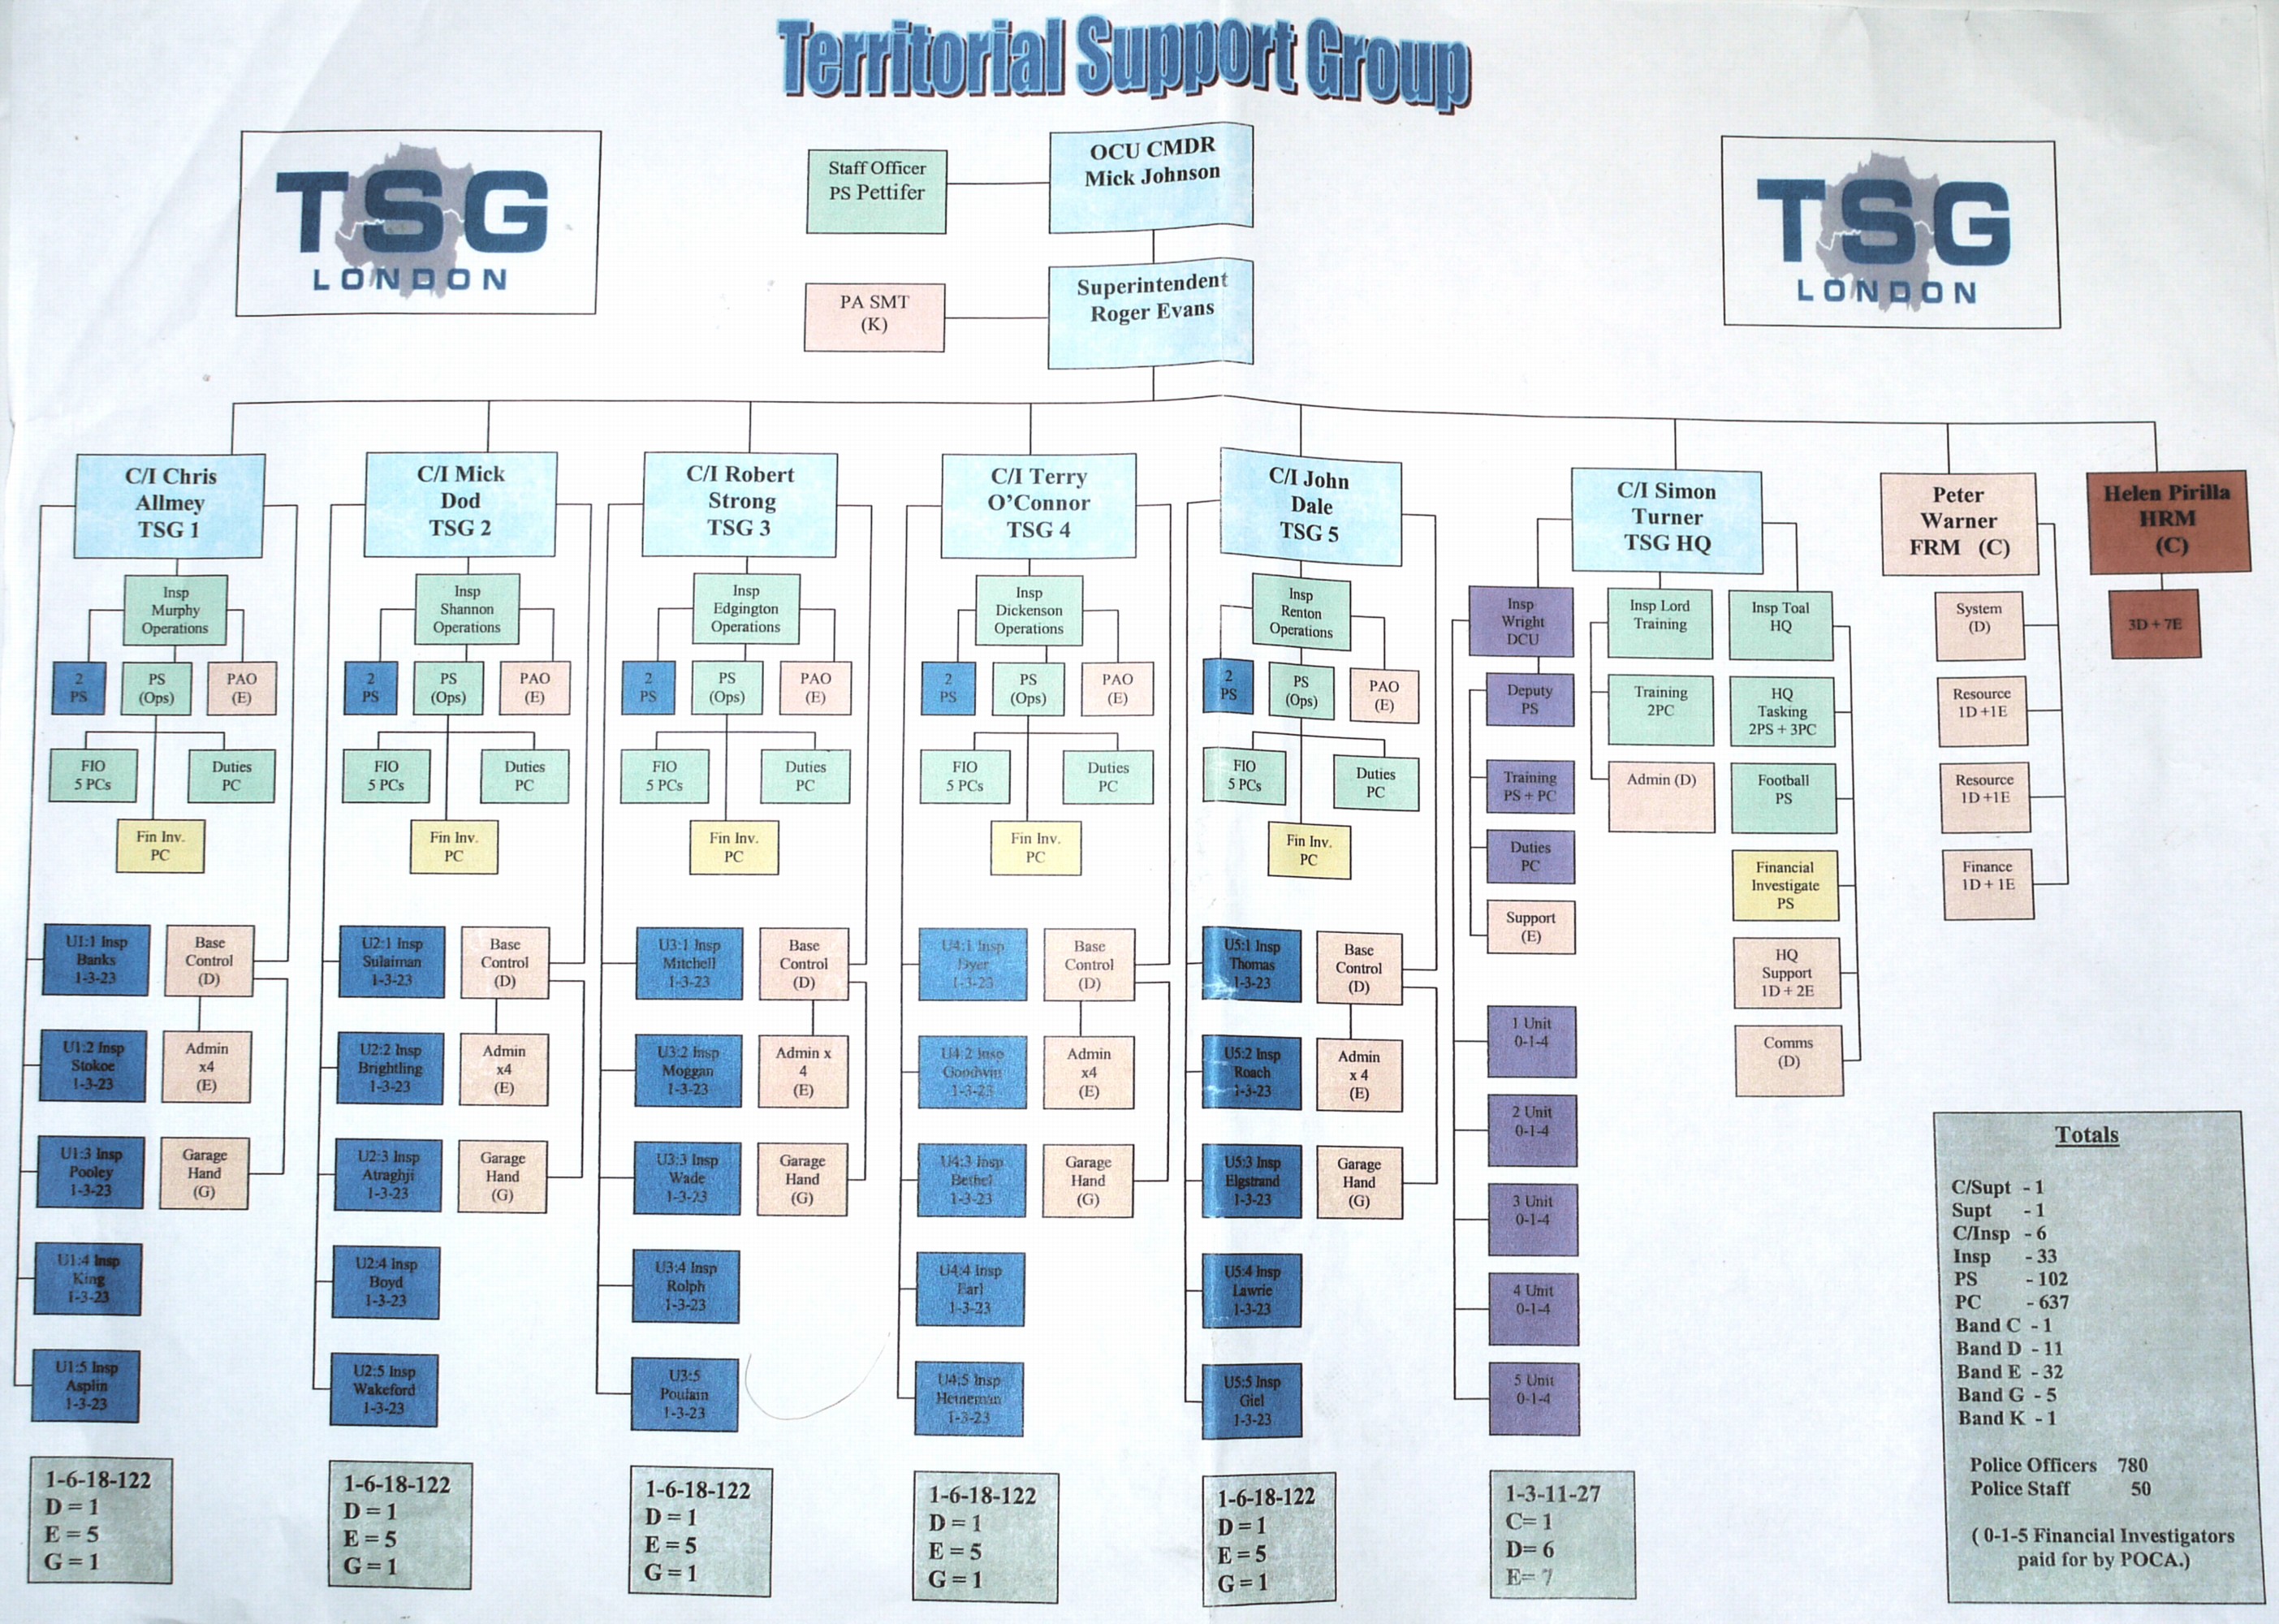 Territorial Support Group
TSG
LONDON
Staff Officer
PS Pettifer
OCU CMDR
Mick Johnson
TSG
LONDON
PA SMT
(K)
Superintendent
Roger Evans
C/I Chris
Allmey
TSG 1
Insp
Murphy
Operations
2
PS
PS
(Ops)
PAO
(E)
FIO
5 PCs
Duties
PC
Fin Inv.
PC
U1:1 Insp
Banks
1-3-23
Base
Control
(D)
U1:2 Insp
Stokoe
1-3-23
Admin
x4
(E)
U1:3 Insp
Pooley
1-3-23
Garage
Hand
(G)
U1:4 Insp
King
1-3-23
U1:5 Insp
Asplin
1-3-23
1-6-18-122
D = 1
E = 5
G = 1
C/I Mick
Dod
TSG 2
Insp
Shannon
Operations
2
PS
PS
(Ops)
PAO
(E)
FIO
5 PCs
Duties
PC
Fin Inv.
PC
U2:1 Insp
Sulaiman
1-3-23
Base
Control
(D)
U2:2 Insp
Brightling
1-3-23
Admin
x4
(E)
U2:3 Insp
Atraghji
1-3-23
Garage
Hand
(G)
U2:4 Insp
Boyd
1-3-23
U2:5 Insp
Wakeford
1-3-23
1-6-18-122
D = 1
E = 5
G = 1
C/I Robert
Strong
TSG 3
Insp
Edgington
Operations
2
PS
PS
(Ops)
PAO
(E)
FIO
5 PCs
Duties
PC
Fin Inv.
PC
U3:1 Insp
Mitchell
1-3-23
Base
Control
(D)
U3:2 Insp
Moggan
1-3-23
Admin x
4
(E)
U3:3 Insp
Wade
1-3-23
Garage
Hand
(G)
U3:4 Insp
Rolph
1-3-23
U3:5
Poulain
1-3-23
1-6-18-122
D = 1
E = 5
G = 1
C/I Terry
O'Connor
TSG 4
Insp
Dickenson
Operations
2
PS
PS
(Ops)
PAO
(E)
FIO
5 PCs
Duties
PC
Fin Inv.
PC
U4:1 Insp
Dyer
1-3-23
Base
Control
(D)
U4:2 Insp
Goodwin
1-3-23
Admin
x4
(E)
U4:3 Insp
Bethel
1-3-23
Garage
Hand
(G)
U4:4 Insp
Earl
1-3-23
U4:5 Insp
Heineman
1-3-23
1-6-18-122
D = 1
E = 5
G = 1
C/I John
Dale
TSG 5
Insp
Renton
Operations
2
PS
PS
(Ops)
PAO
(E)
FIO
5 PCs
Duties
PC
Fin Inv.
PC
U5:1 Insp
Thomas
1-3-23
Base
Control
(D)
U5:2 Insp
Roach
1-3-23
Admin
x 4
(E)
U5:3 Insp
Elgstrand
1-3-23
Garage
Hand
(G)
U5:4 Insp
Lawrie
1-3-23
U5:5 Insp
Giel
1-3-23
1-6-18-122
D = 1
E = 5
G = 1
C/I Simon
Turner
TSG HQ
Insp
Wright
DCU
Deputy
PS
Training
PS + PC
Duties
PC
Support
(E)
1 Unit
0-1-4
2 Unit
0-1-4
3 Unit
0-1-4
4 Unit
0-1-4
5 Unit
0-1-4
1-3-11-27
C= 1
D= 6
E= 7
Insp Lord
Training
Training
2PC
Admin (D)
Insp Toal
HQ
HQ
Tasking
2PS + 3PC
Football
PS
Financial
Investigate
PS
HQ
Support
1D + 2E
Comms
(D)
Peter
Warner
FRM (C)
System
(D)
Resource
1D +1E
Resource
1D +1E
Finance
1D + 1E
Helen Pirilla
HRM
(C)
3D + 7E
Totals
C/Supt - 1
Supt - 1
C/Insp - 6
Insp - 33
PS - 102
PC - 637
Band C - 1
Band D - 11
Band E - 32
Band G - 5
Band K - 1
Police Officers 780
Police Staff 50
( 0-1-5 Financial Investigators
paid for by POCA.)